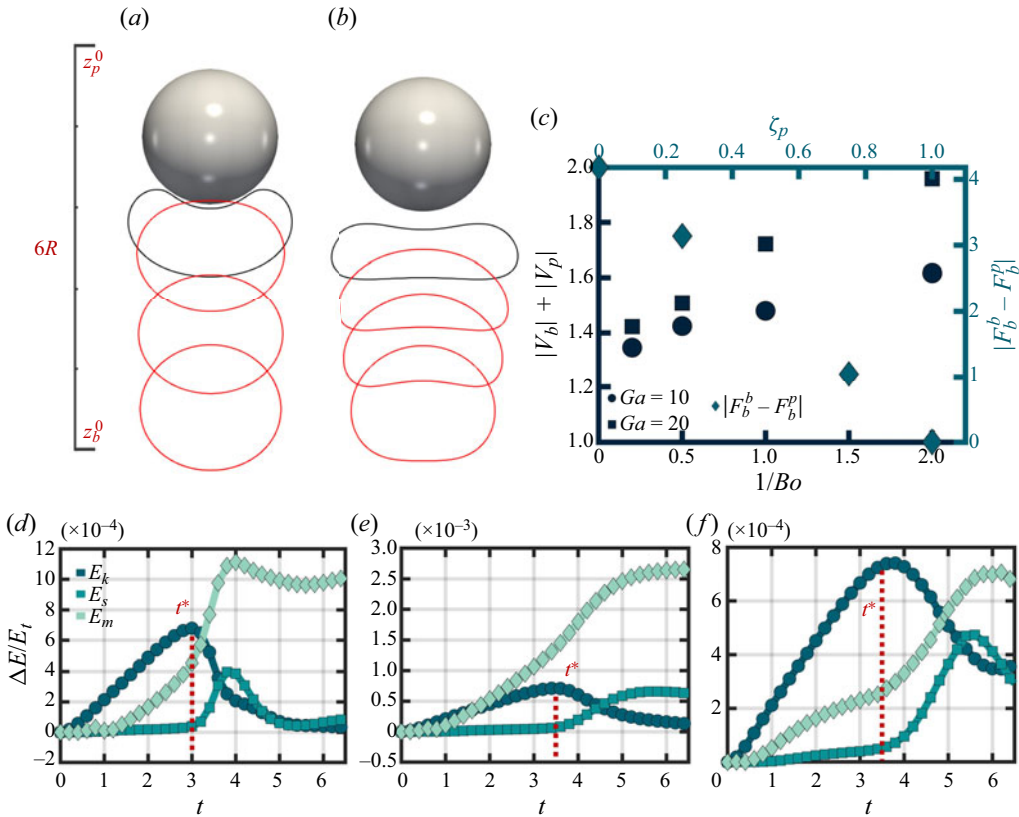 (a)
(b)
z_p^0
6R
z_b^0
(c)
ζ_p
0 0.2 0.4 0.6 0.8 1.0
2.0
1.8
1.6
1.4
1.2
1.0
|V_b| + |V_p|
4
3
2
1
0
|F_b^b – F_b^p|
Ga = 10
Ga = 20
|F_b^b – F_b^p|
0 0.5 1.0 1.5 2.0
1/Bo
(d) (×10^−4)
12
10
8
6
4
2
0
−2
ΔE/E_t
E_k
E_s
E_m
t*
0 1 2 3 4 5 6
t
(e) (×10^−3)
3.0
2.5
2.0
1.5
1.0
0.5
0
−0.5
t*
0 1 2 3 4 5 6
t
(f) (×10^−4)
8
6
4
2
0
t*
0 2 4 6
t